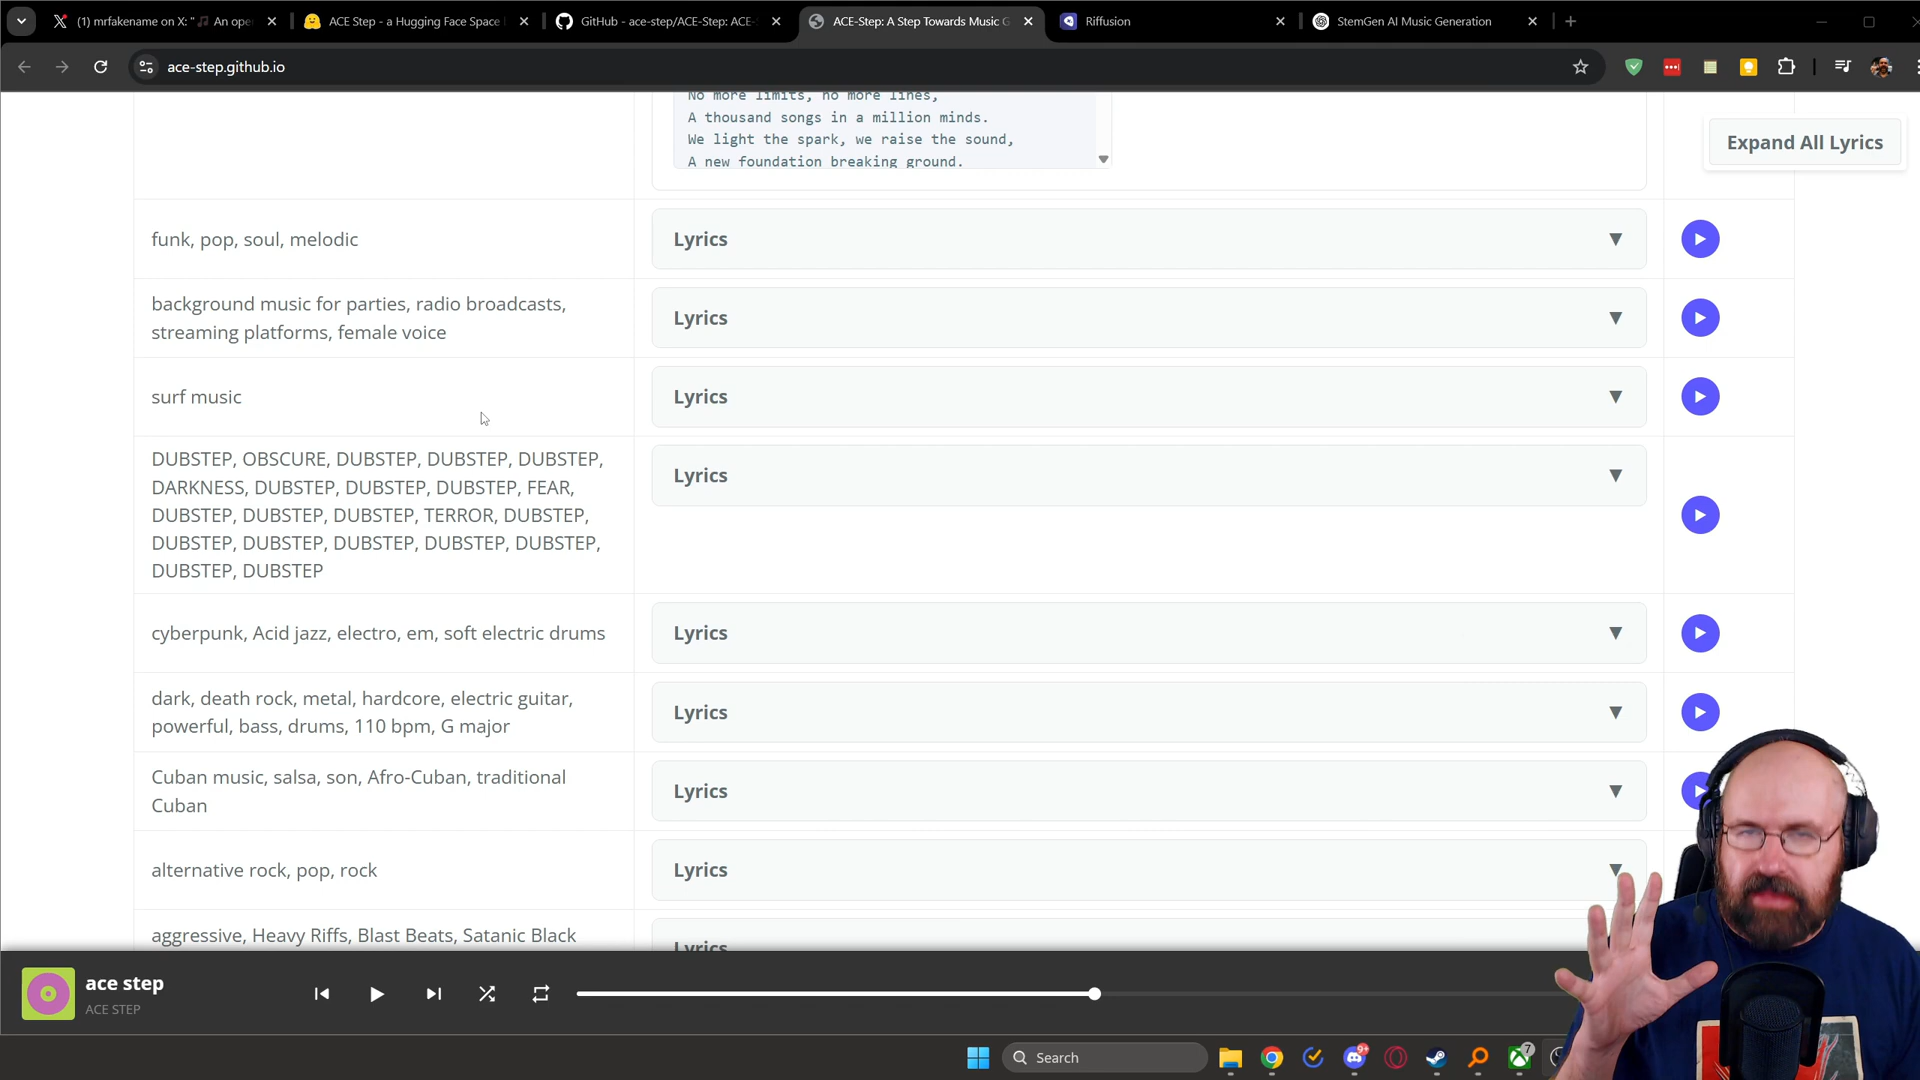 (1) mrfakename on X: "🎵 An ope
ACE Step - a Hugging Face Space
GitHub - ace-step/ACE-Step: ACE-
ACE-Step: A Step Towards Music G
Riffusion
StemGen AI Music Generation
ace-step.github.io
No more limits, no more lines,
A thousand songs in a million minds.
We light the spark, we raise the sound,
A new foundation breaking ground.
Expand All Lyrics
funk, pop, soul, melodic
Lyrics
background music for parties, radio broadcasts,
streaming platforms, female voice
Lyrics
surf music
Lyrics
DUBSTEP, OBSCURE, DUBSTEP, DUBSTEP, DUBSTEP,
DARKNESS, DUBSTEP, DUBSTEP, DUBSTEP, FEAR,
DUBSTEP, DUBSTEP, DUBSTEP, TERROR, DUBSTEP,
DUBSTEP, DUBSTEP, DUBSTEP, DUBSTEP, DUBSTEP,
DUBSTEP, DUBSTEP
Lyrics
cyberpunk, Acid jazz, electro, em, soft electric drums
Lyrics
dark, death rock, metal, hardcore, electric guitar,
powerful, bass, drums, 110 bpm, G major
Lyrics
Cuban music, salsa, son, Afro-Cuban, traditional
Cuban
Lyrics
alternative rock, pop, rock
Lyrics
aggressive, Heavy Riffs, Blast Beats, Satanic Black
Lyrics
ace step
ACE STEP
Search
9+
7